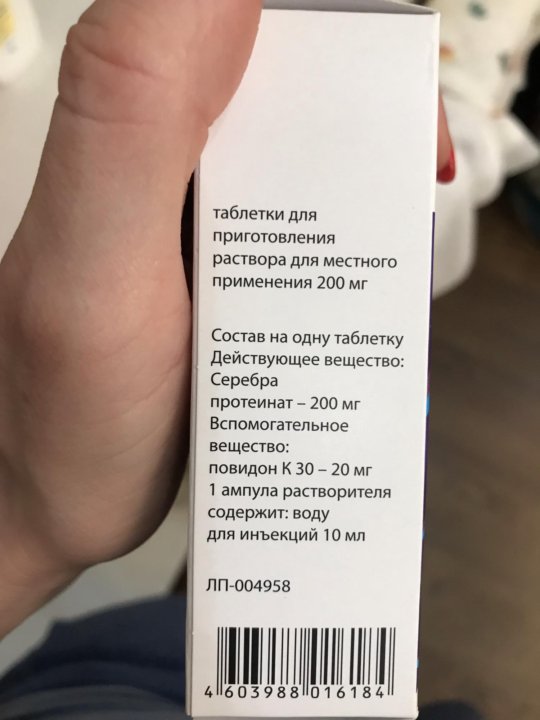 таблетки для
приготовления
раствора для местного
применения 200 мг
Состав на одну таблетку
Действующее вещество:
Серебра
протеинат – 200 мг
Вспомогательное
вещество:
повидон К 30 – 20 мг
1 ампула растворителя
содержит: воду
для инъекций 10 мл
ЛП-004958
4 603988 016184